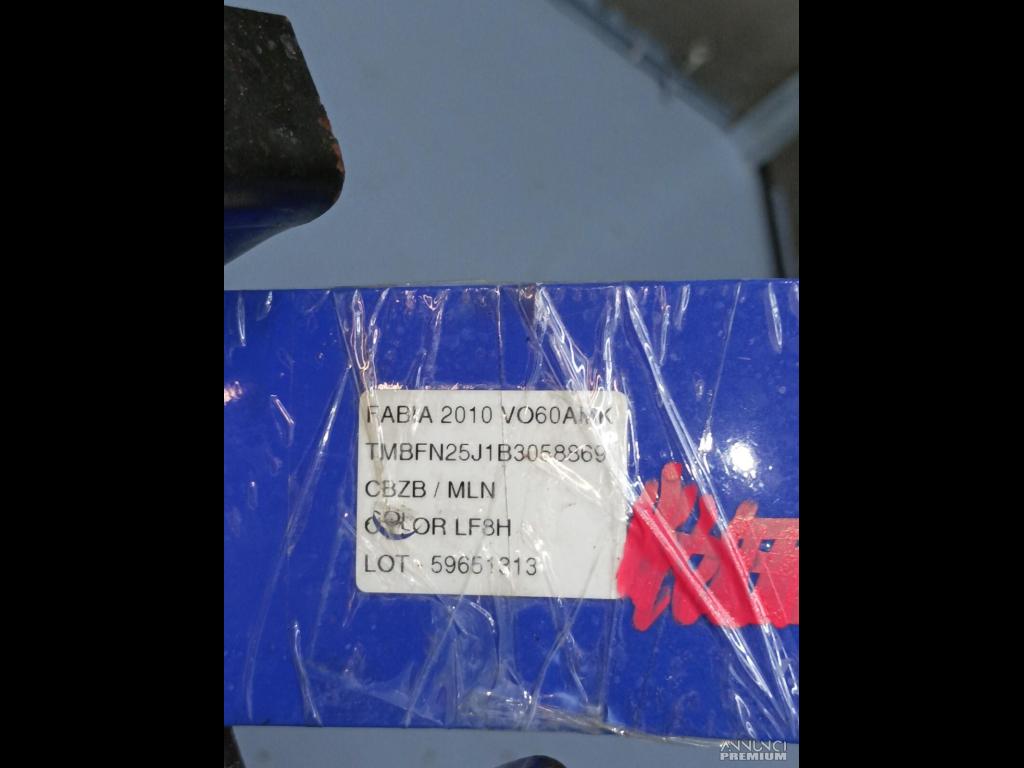 FABIA 2010 VO60AMK
TMBFN25J1B3058869
CBZB / MLN
COLOR LF8H
LOT - 59651313
ANNUNCI
PREMIUM